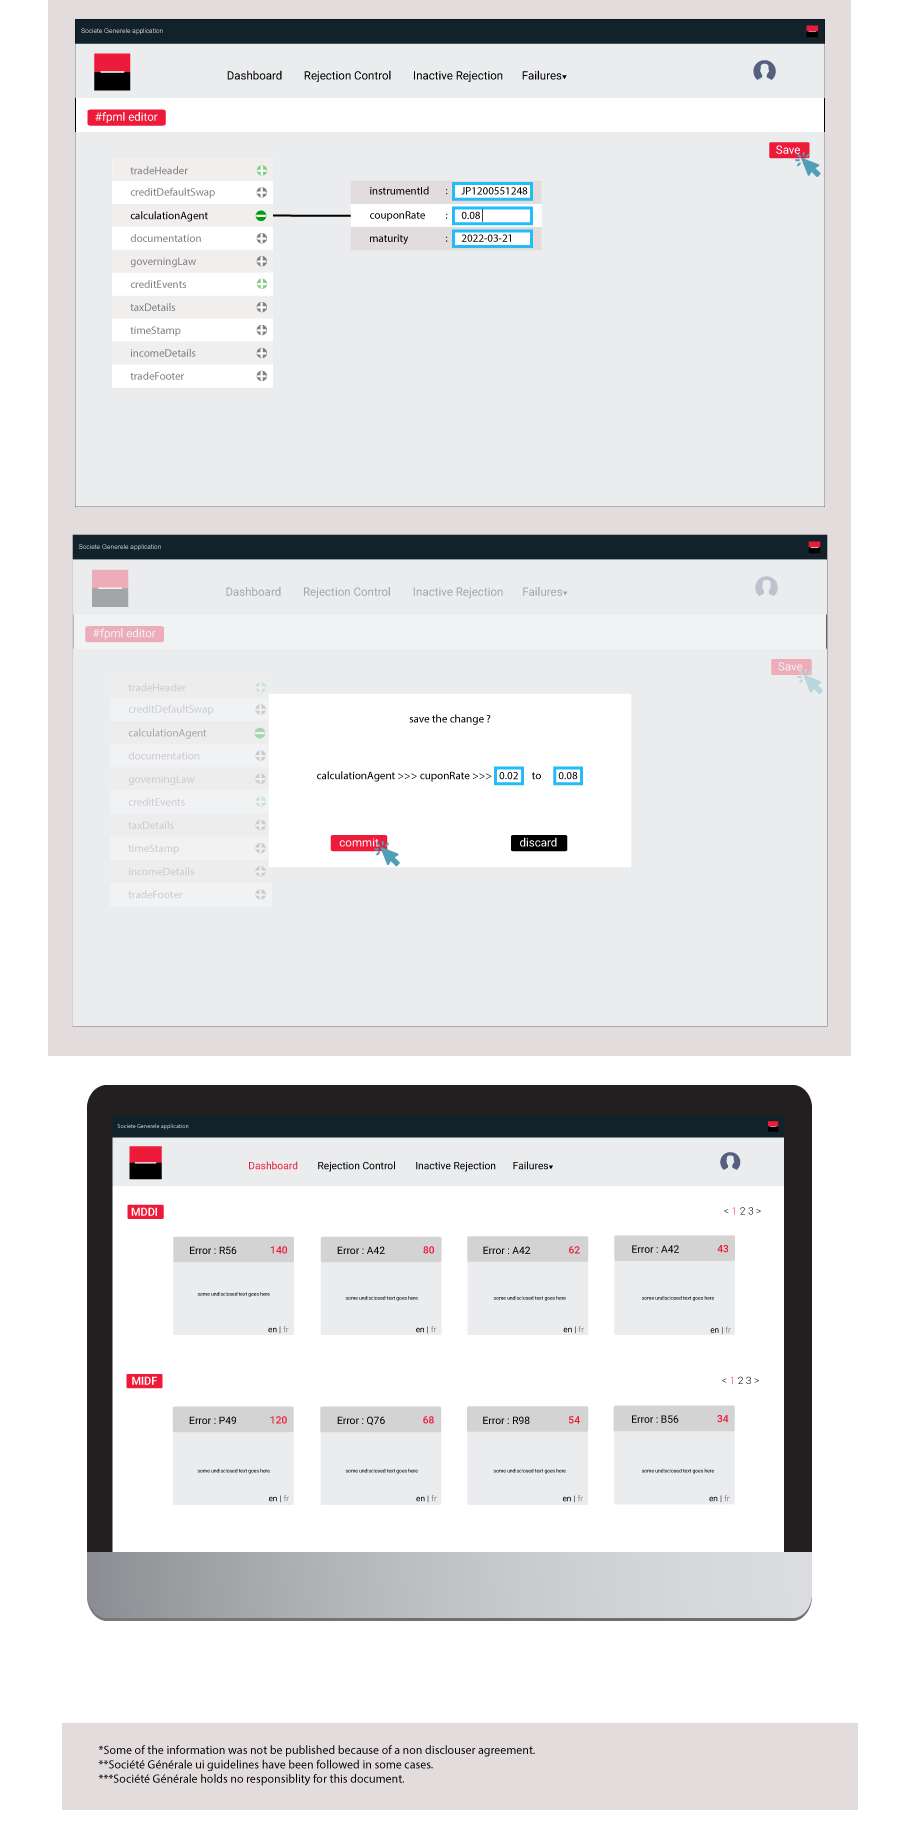 Societe Generele application
Dashboard Rejection Control Inactive Rejection Failures▾
#fpml editor
Save
tradeHeader
creditDefaultSwap
calculationAgent
documentation
governingLaw
creditEvents
taxDetails
timeStamp
incomeDetails
tradeFooter
instrumentId : JP1200551248
couponRate : 0.08
maturity : 2022-03-21
Societe Generele application
Dashboard Rejection Control Inactive Rejection Failures▾
#fpml editor
Save
tradeHeader
creditDefaultSwap
calculationAgent
documentation
governingLaw
creditEvents
taxDetails
timeStamp
incomeDetails
tradeFooter
save the change ?
calculationAgent >>> cuponRate >>> 0.02 to 0.08
commit discard
Societe Generele application
Dashboard Rejection Control Inactive Rejection Failures▾
MDDI < 1 2 3 >
Error : R56 140 Error : A42 80 Error : A42 62 Error : A42 43
some undisclosed text goes here some undisclosed text goes here some undisclosed text goes here some undisclosed text goes here
en | fr en | fr en | fr en | fr
MIDF < 1 2 3 >
Error : P49 120 Error : Q76 68 Error : R98 54 Error : B56 34
some undisclosed text goes here some undisclosed text goes here some undisclosed text goes here some undisclosed text goes here
en | fr en | fr en | fr en | fr
*Some of the information was not be published because of a non disclouser agreement.
**Société Générale ui guidelines have been followed in some cases.
***Société Générale holds no responsiblity for this document.